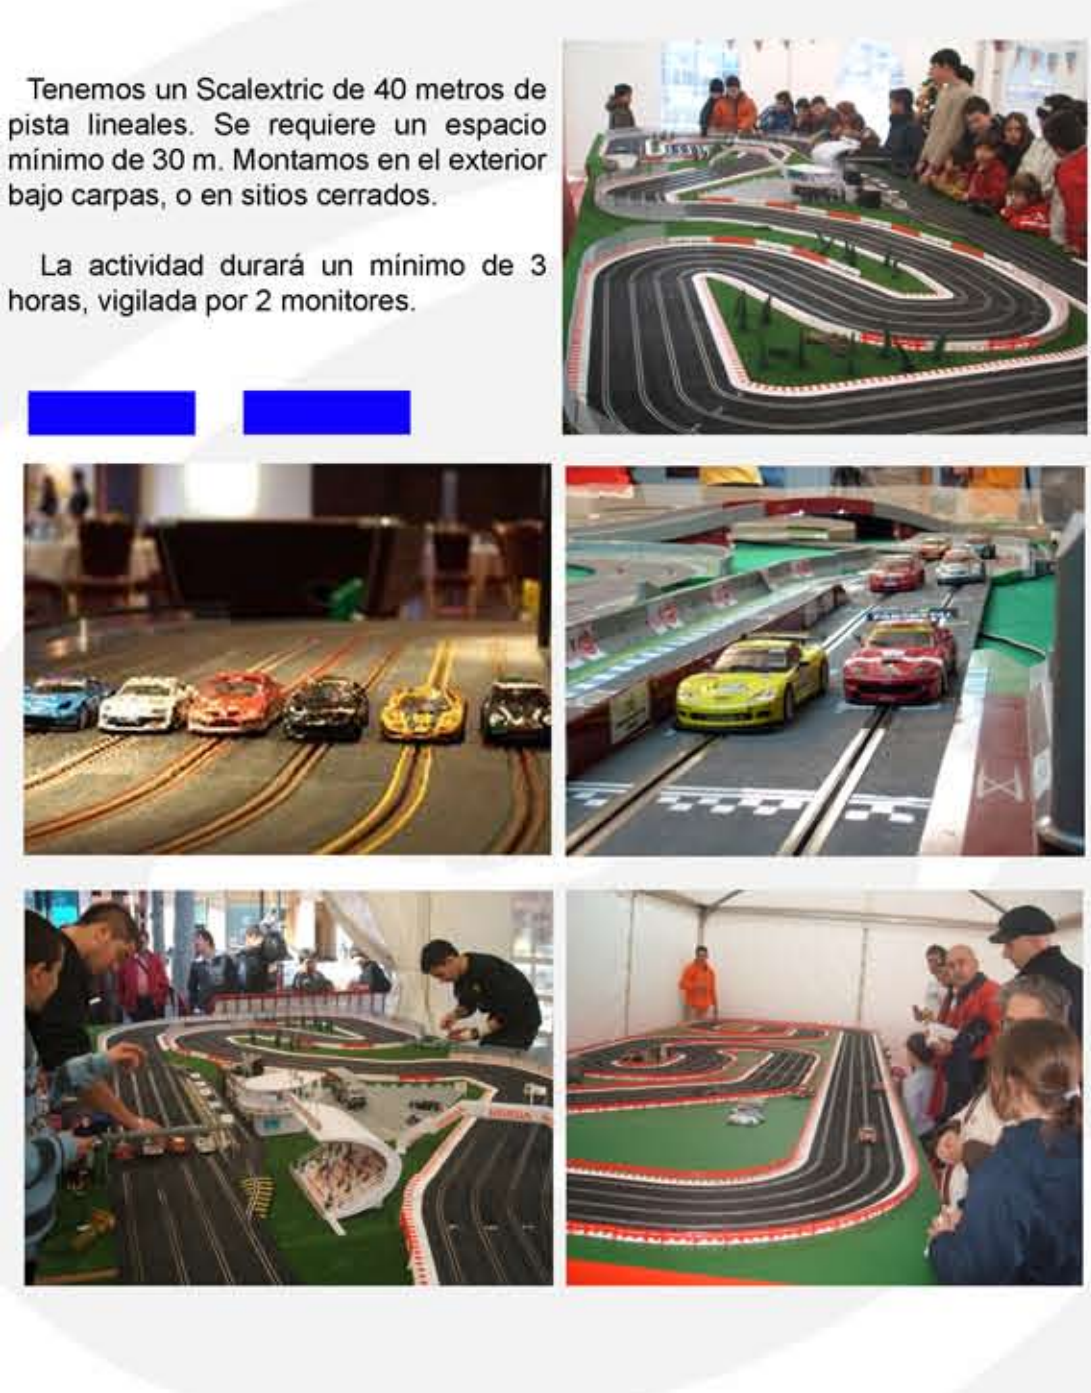 Tenemos un Scalextric de 40 metros de
pista lineales. Se requiere un espacio
mínimo de 30 m. Montamos en el exterior
bajo carpas, o en sitios cerrados.
La actividad durará un mínimo de 3
horas, vigilada por 2 monitores.